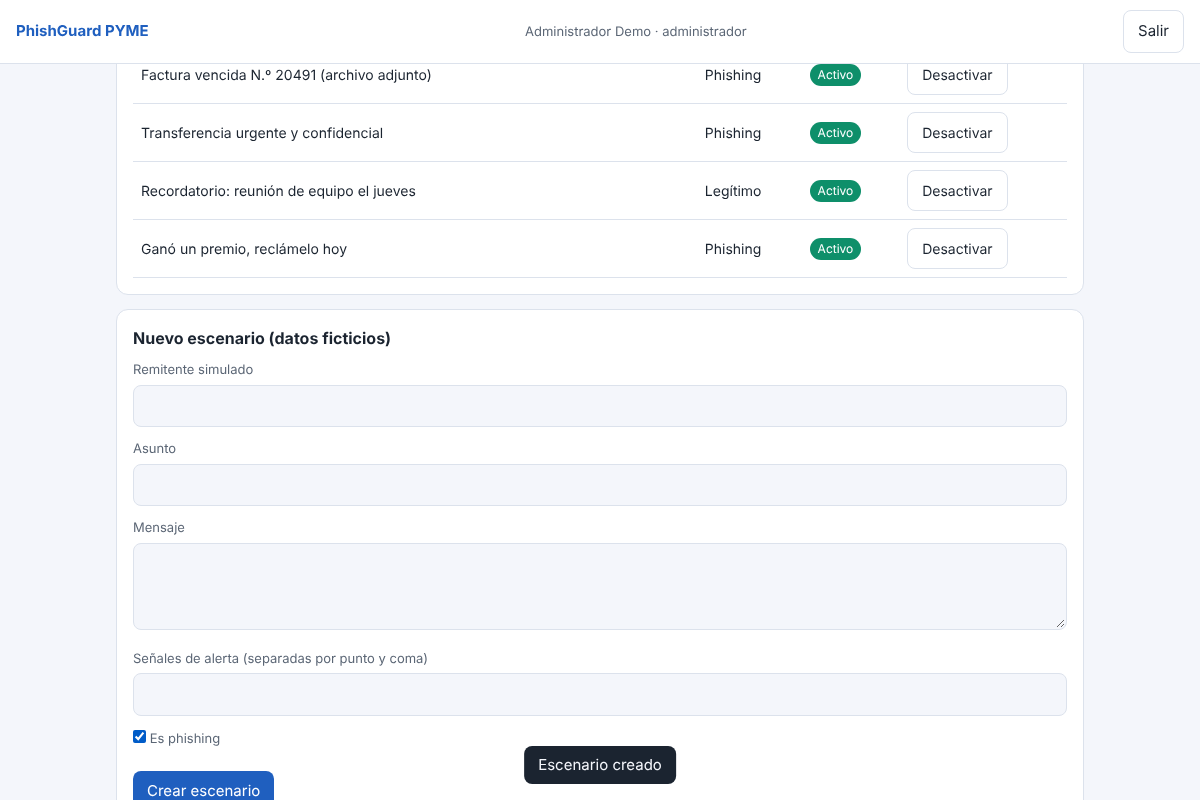 PhishGuard PYME
Administrador Demo · administrador
Salir
Factura vencida N.º 20491 (archivo adjunto) Phishing Activo Desactivar
Transferencia urgente y confidencial Phishing Activo Desactivar
Recordatorio: reunión de equipo el jueves Legítimo Activo Desactivar
Ganó un premio, reclámelo hoy Phishing Activo Desactivar
Nuevo escenario (datos ficticios)
Remitente simulado
Asunto
Mensaje
Señales de alerta (separadas por punto y coma)
Es phishing
Escenario creado
Crear escenario